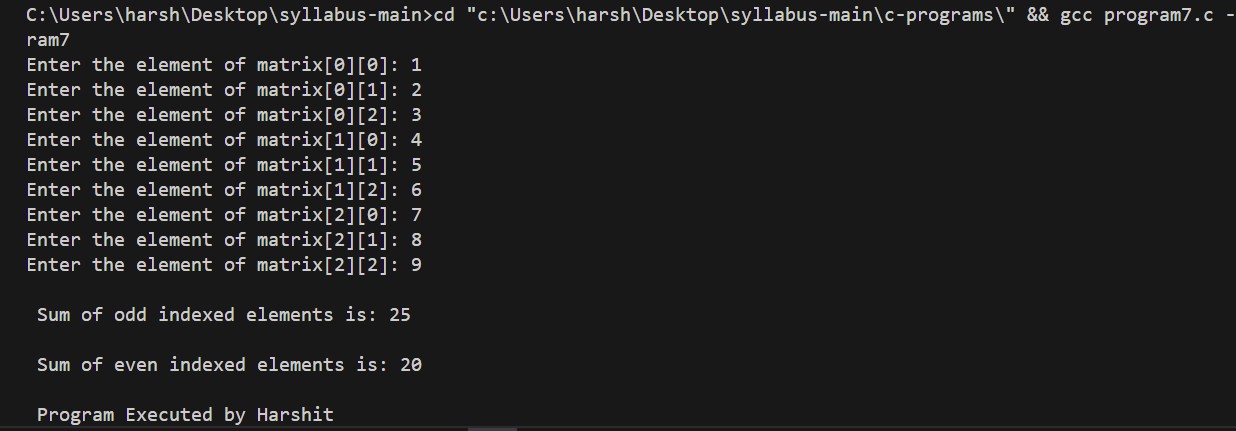 C:\Users\harsh\Desktop\syllabus-main>cd "c:\Users\harsh\Desktop\syllabus-main\c-programs\" && gcc program7.c -
ram7
Enter the element of matrix[0][0]: 1
Enter the element of matrix[0][1]: 2
Enter the element of matrix[0][2]: 3
Enter the element of matrix[1][0]: 4
Enter the element of matrix[1][1]: 5
Enter the element of matrix[1][2]: 6
Enter the element of matrix[2][0]: 7
Enter the element of matrix[2][1]: 8
Enter the element of matrix[2][2]: 9
Sum of odd indexed elements is: 25
Sum of even indexed elements is: 20
Program Executed by Harshit